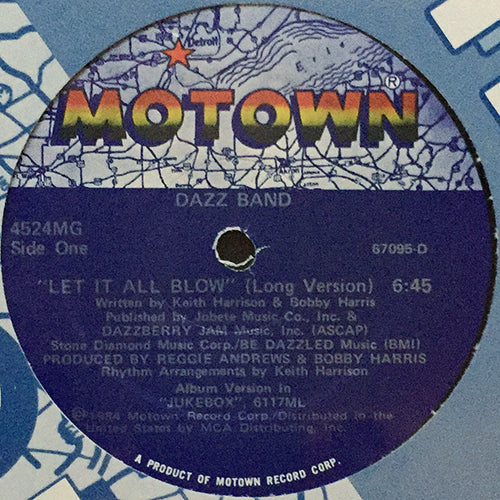 Detroit
ERIE
MOTOWN®
DAZZ BAND
4524MG
Side One
67095-D
"LET IT ALL BLOW" (Long Version) 6:45
Written by Keith Harrison & Bobby Harris
Published by Jobete Music Co., Inc. &
DAZZBERRY JAM Music, Inc. (ASCAP)
Stone Diamond Music Corp./BE DAZZLED Music (BMI)
PRODUCED BY REGGIE ANDREWS & BOBBY HARRIS
Rhythm Arrangements by Keith Harrison
Album Version In
"JUKEBOX" 6117ML
℗©1984 Motown Record Corp./Distributed in the
United States by MCA Distributing, Inc.
A PRODUCT OF MOTOWN RECORD CORP.